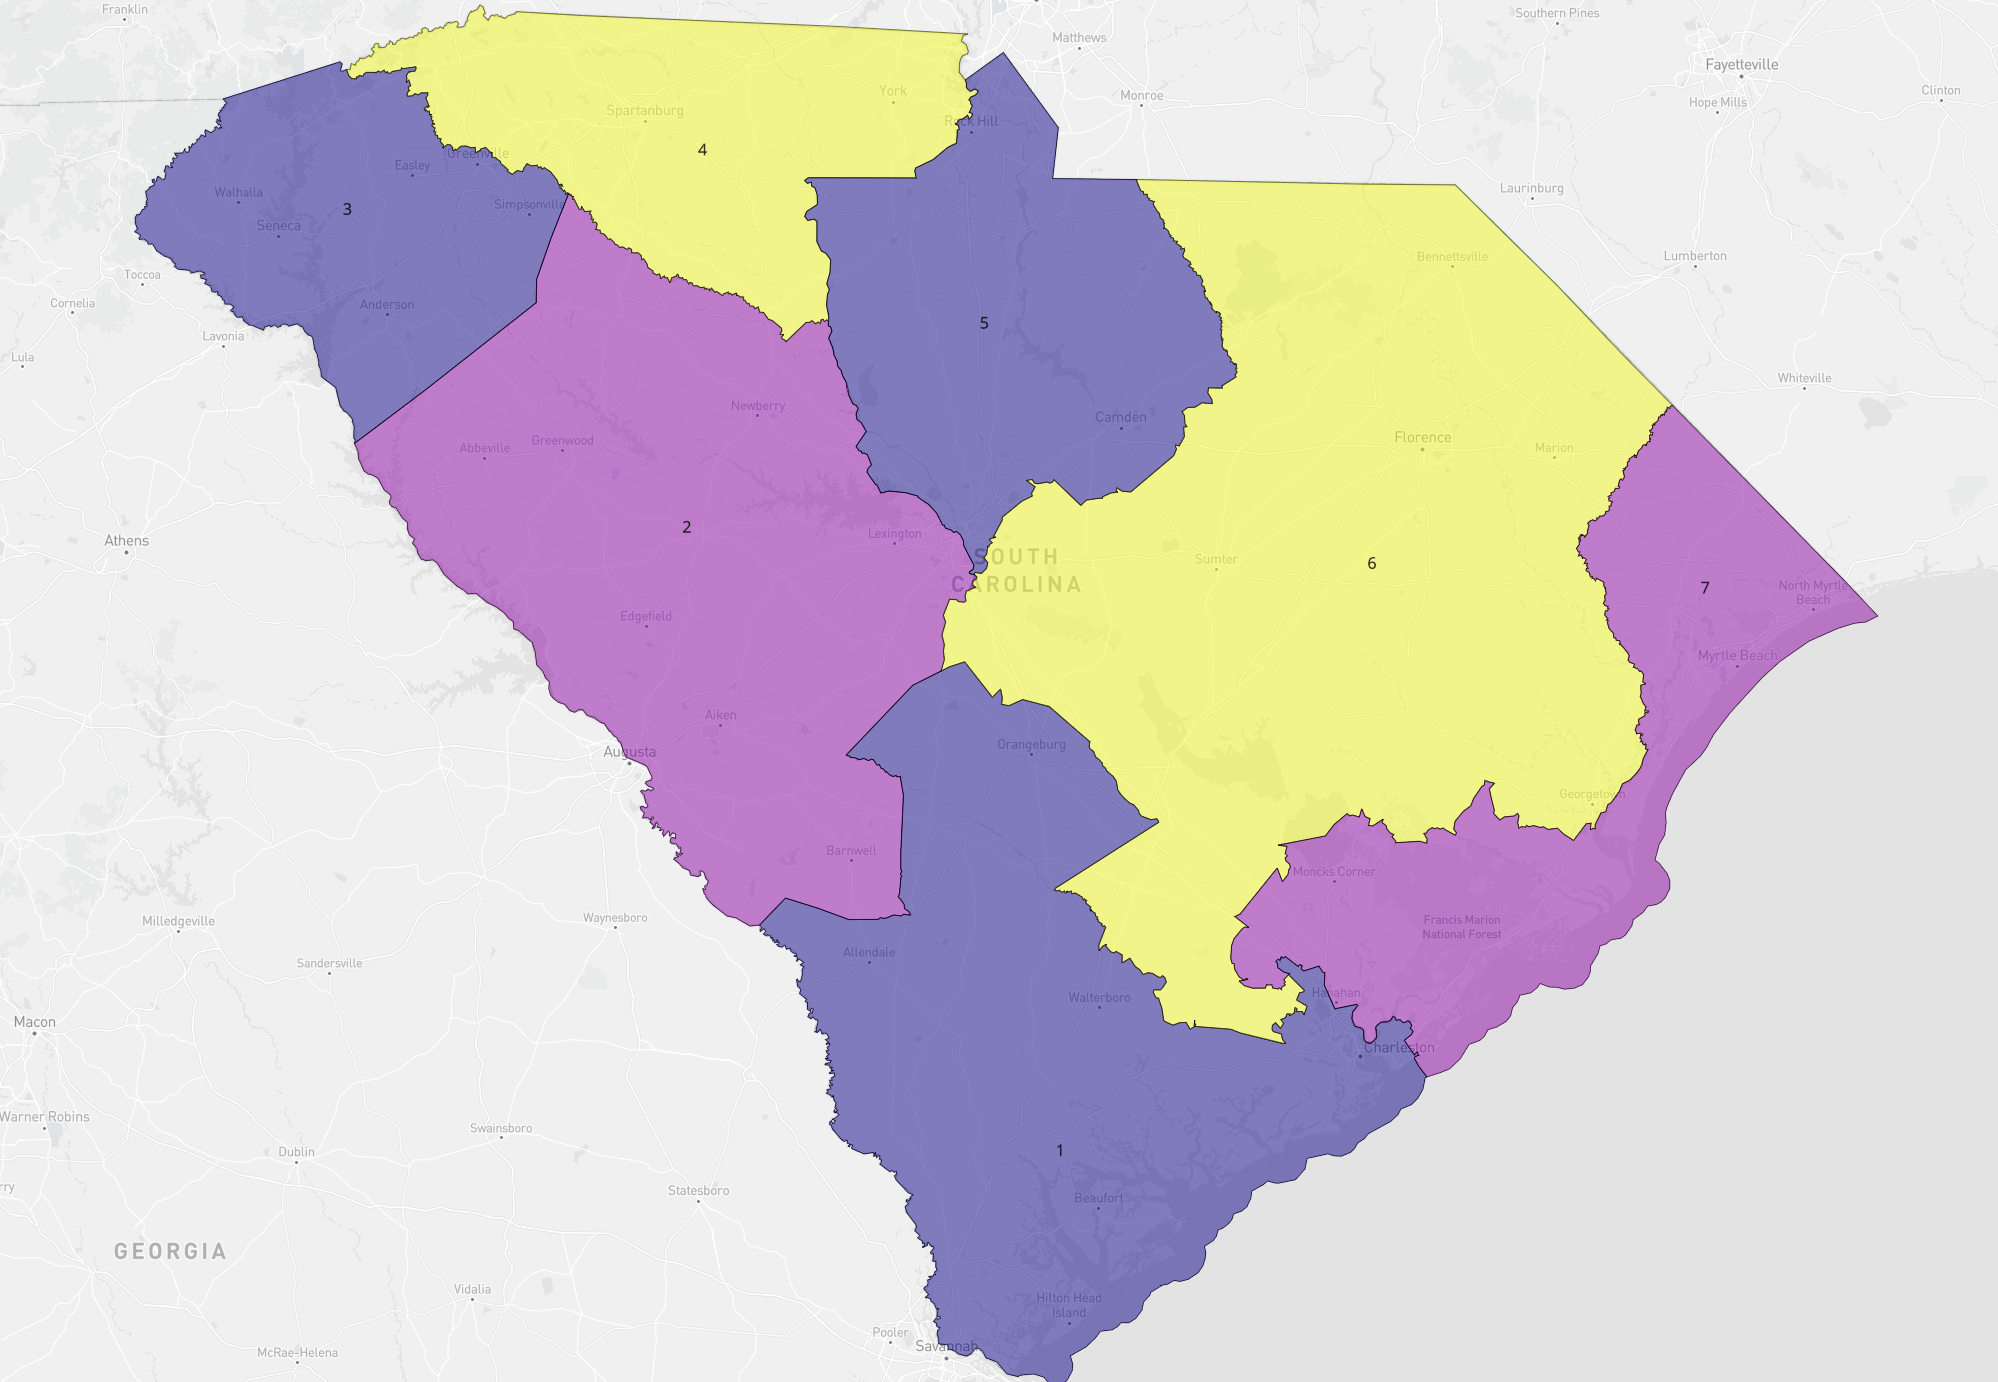 Franklin
Southern Pines
Matthews
Fayetteville
York
Monroe
Clinton
Hope Mills
Spartanburg
Rock Hill
4
Greenville
Easley
Walhalla
Simpsonville
3
Laurinburg
Seneca
Toccoa
Bennettsville
Lumberton
Cornelia
Anderson
5
Lavonia
Lula
Whiteville
Newberry
Camden
Abbeville
Greenwood
Florence
Marion
2
Lexington
Athens
SOUTH
CAROLINA
Sumter
6
7
North Myrtle
Beach
Edgefield
Myrtle Beach
Aiken
Augusta
Orangeburg
Georgetown
Barnwell
Moncks Corner
Milledgeville
Waynesboro
Francis Marion
National Forest
Allendale
Sandersville
Walterboro
Hanahan
Macon
Charleston
Warner Robins
Swainsboro
Dublin
1
rry
Statesboro
Beaufort
GEORGIA
Vidalia
Hilton Head
Island
Pooler
Savannah
McRae-Helena